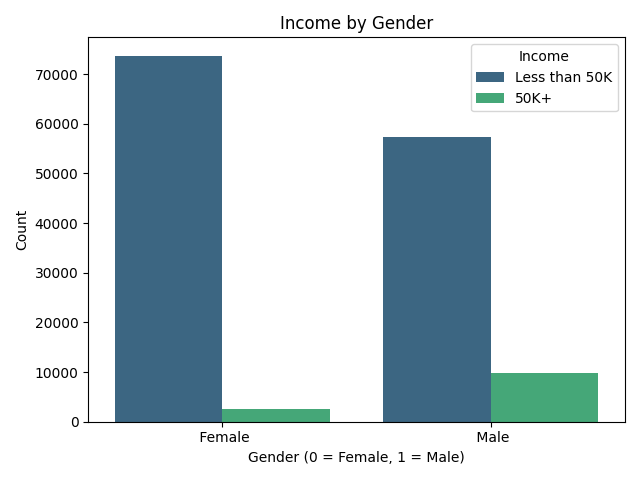 Income by Gender
Income
Less than 50K
50K+
70000
60000
50000
40000
30000
20000
10000
0
Count
Female
Male
Gender (0 = Female, 1 = Male)